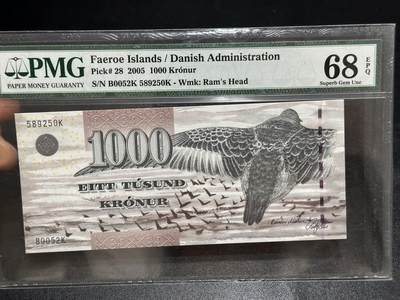 PMG
PAPER MONEY GUARANTY
Faeroe Islands / Danish Administration
Pick# 28 2005 1000 Krónur
S/N B0052K 589250K - Wmk: Ram's Head
68 EPQ
Superb Gem Unc
589250K
1000
EITT TÚSUND
KRÓNUR
B0052K